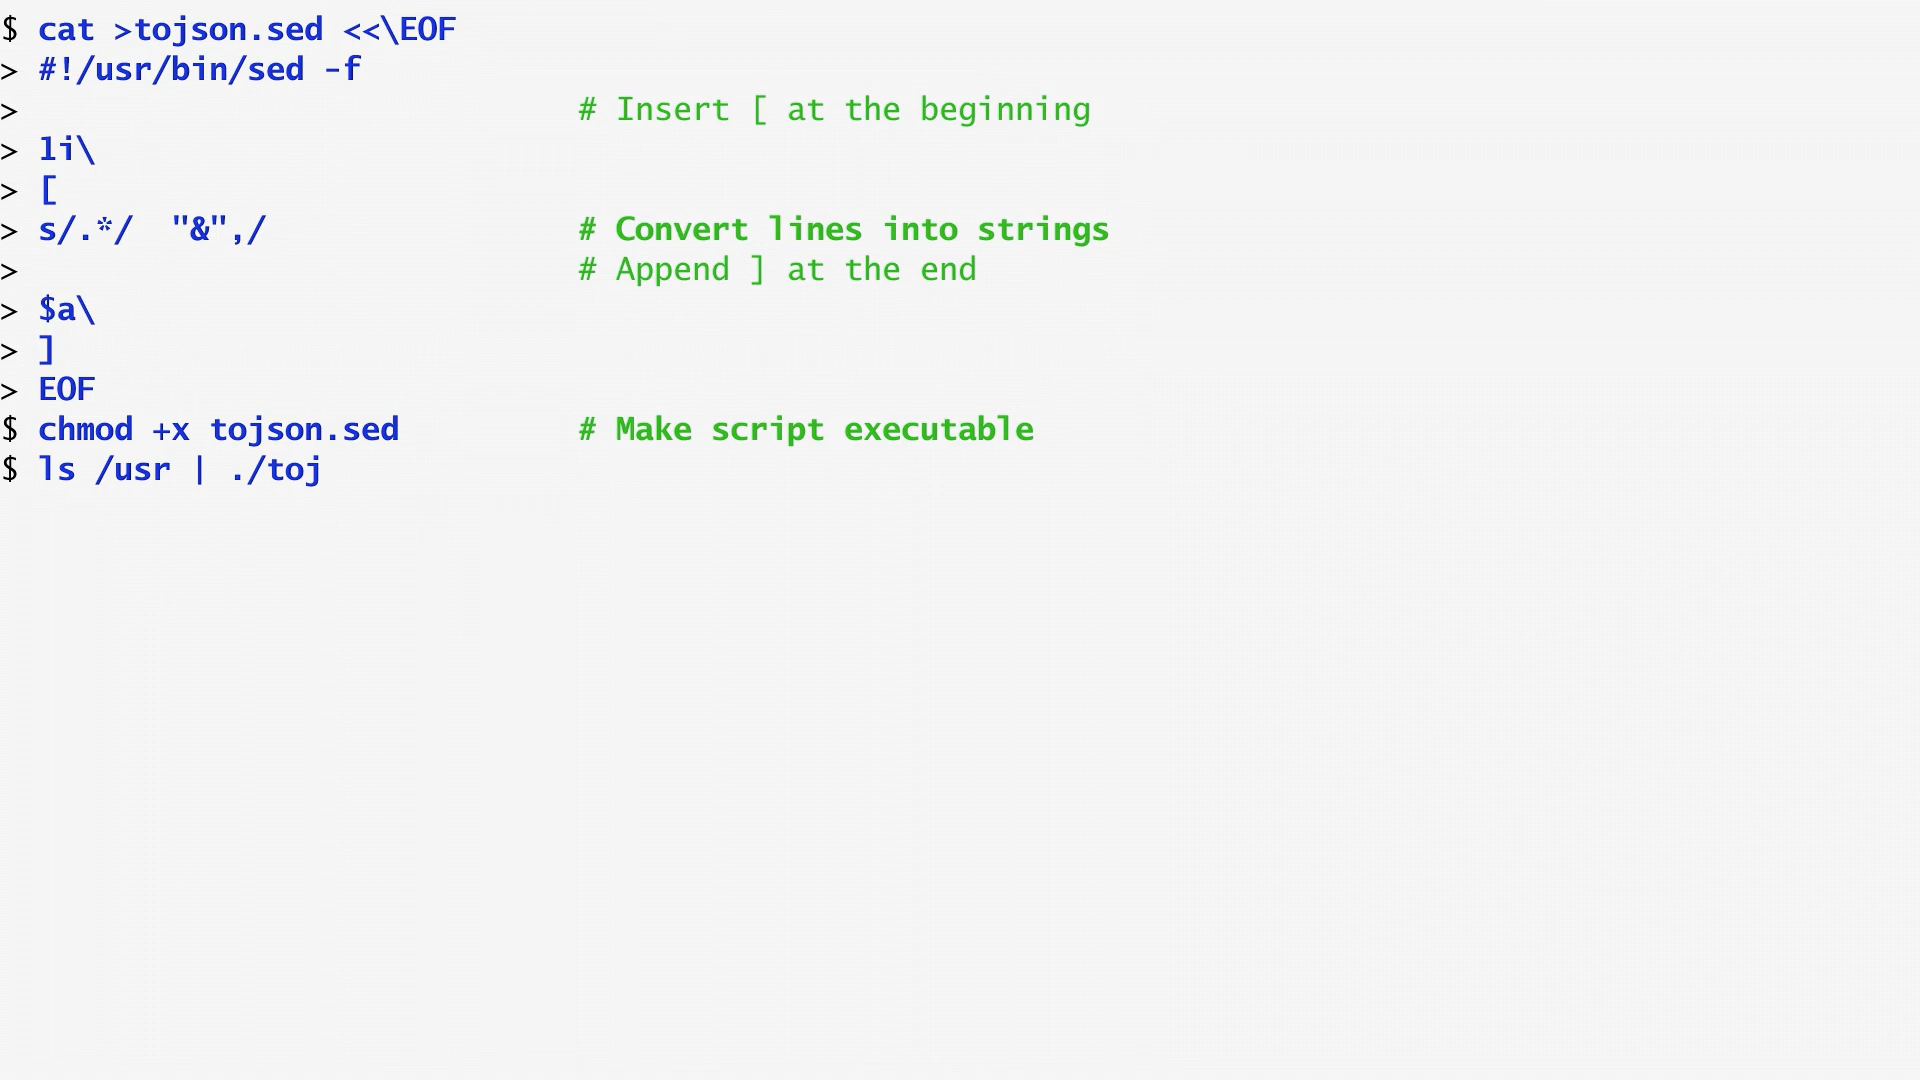 $ cat >tojson.sed <<\EOF
> #!/usr/bin/sed -f
>                              # Insert [ at the beginning
> 1i\
> [
> s/.*/  "&",/                 # Convert lines into strings
>                              # Append ] at the end
> $a\
> ]
> EOF
$ chmod +x tojson.sed          # Make script executable
$ ls /usr | ./toj